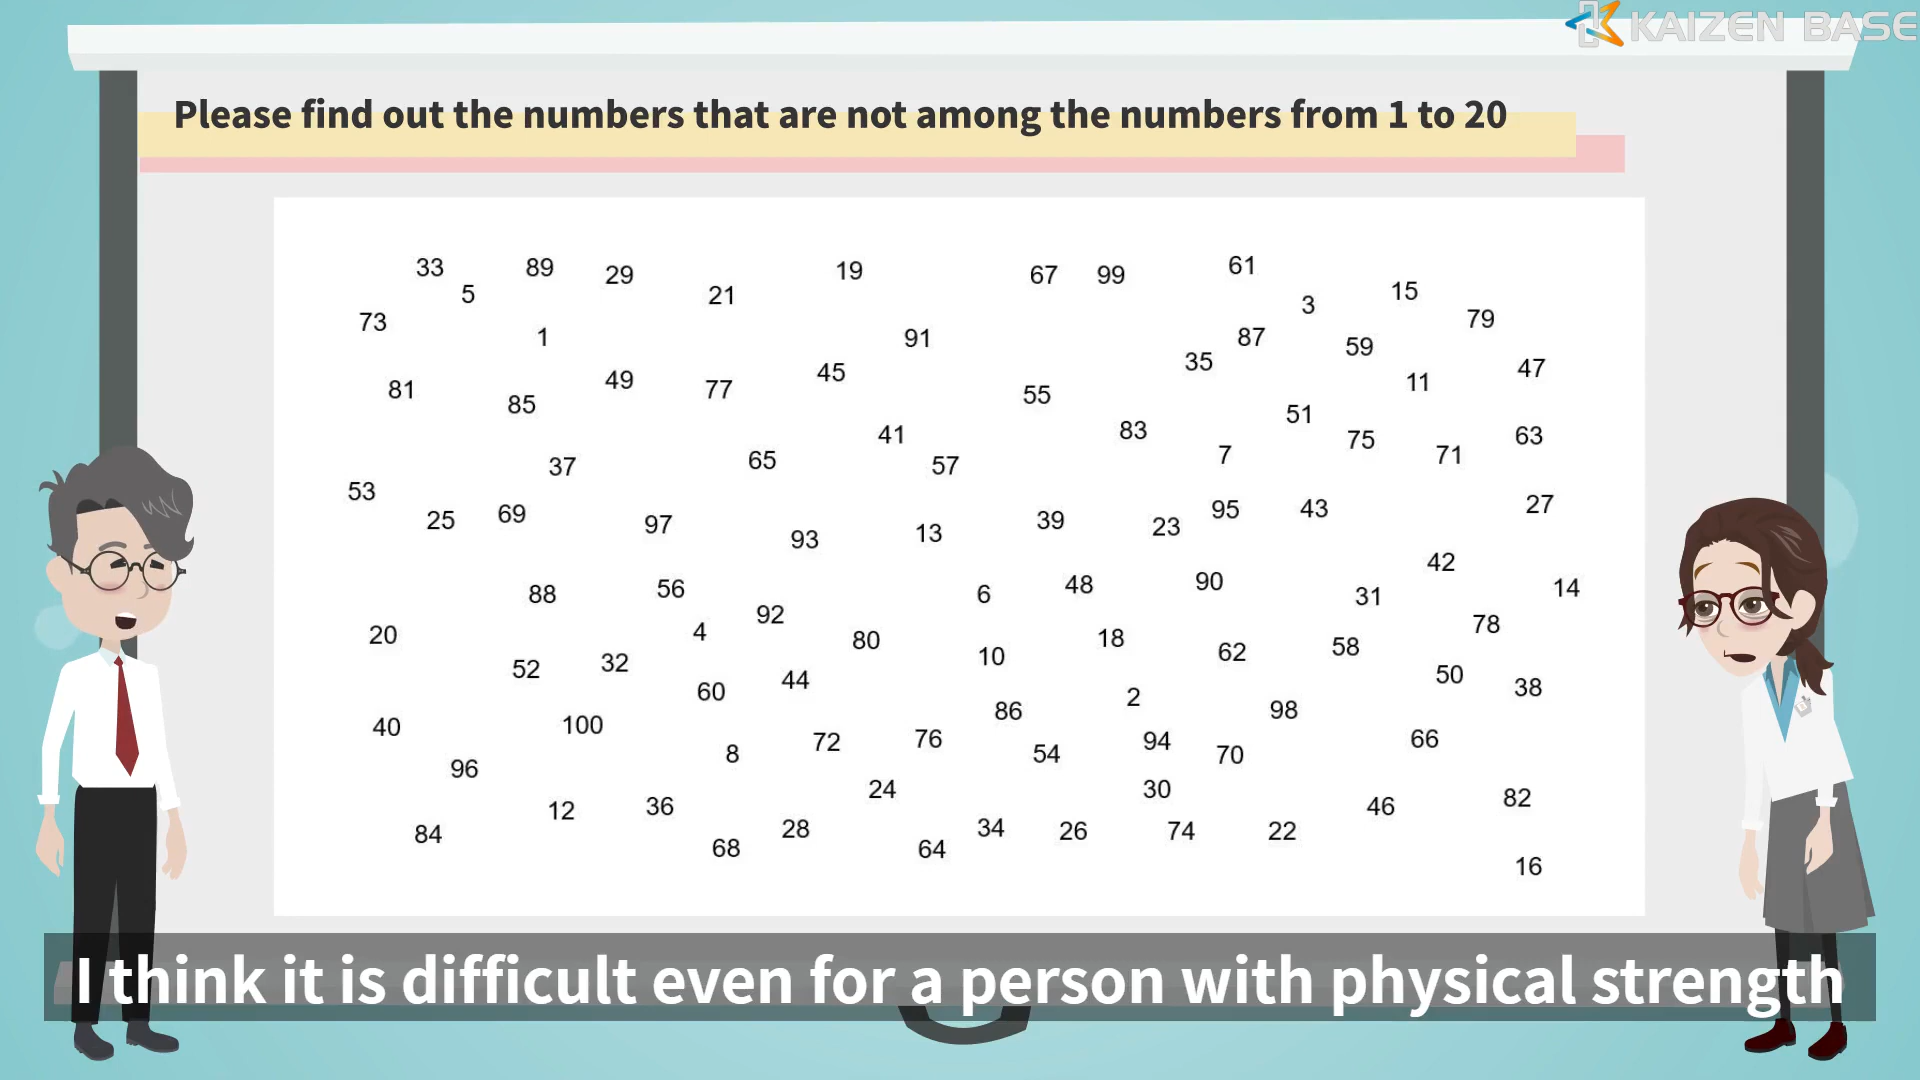 KAIZEN BASE
Please find out the numbers that are not among the numbers from 1 to 20
33 89 29 19 67 99 61
5 21 3 15
73 1 91 87 59 79
81 49 77 45 35 11 47
85 55 51
37 65 41 57 83 7 75 71 63
53 25 69 97 93 13 39 23 95 43 27
42
88 56 92 6 48 90 31 14
20 4 80 10 18 62 58 78
52 32 60 44 2 50 38
40 100 86 98
96 8 72 76 54 94 70 66
12 36 24 30 46 82
84 68 28 64 34 26 74 22
16
I think it is difficult even for a person with physical strength